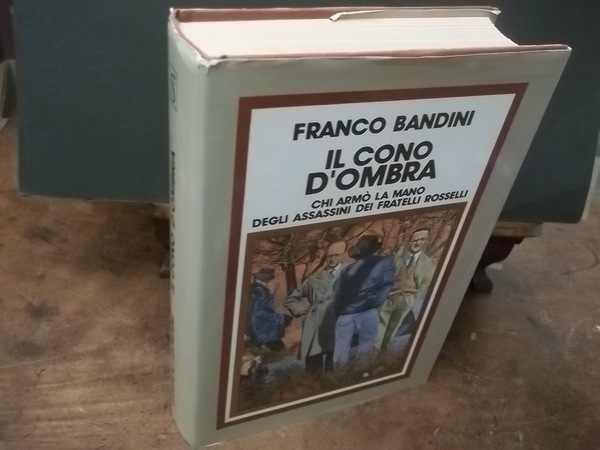 FRANCO BANDINI
IL CONO
D'OMBRA
CHI ARMÒ LA MANO
DEGLI ASSASSINI DEI FRATELLI ROSSELLI